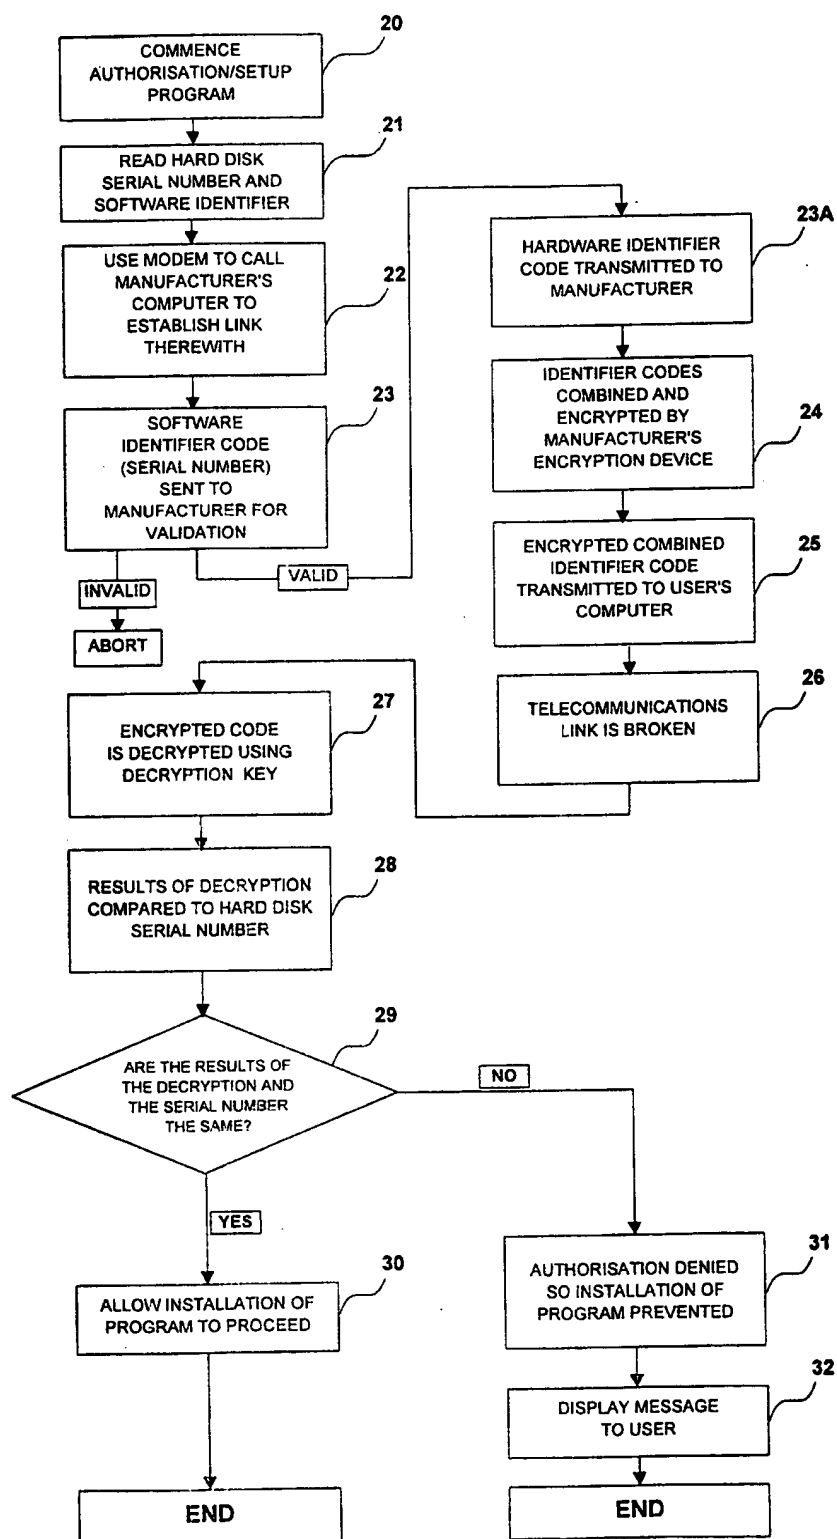 20
COMMENCE
AUTHORISATION/SETUP
PROGRAM
21
READ HARD DISK
SERIAL NUMBER AND
SOFTWARE IDENTIFIER
22
USE MODEM TO CALL
MANUFACTURER'S
COMPUTER TO
ESTABLISH LINK
THEREWITH
23
SOFTWARE
IDENTIFIER CODE
(SERIAL NUMBER)
SENT TO
MANUFACTURER FOR
VALIDATION
INVALID
ABORT
VALID
23A
HARDWARE IDENTIFIER
CODE TRANSMITTED TO
MANUFACTURER
IDENTIFIER CODES
COMBINED AND
ENCRYPTED BY
MANUFACTURER'S
ENCRYPTION DEVICE
24
ENCRYPTED COMBINED
IDENTIFIER CODE
TRANSMITTED TO USER'S
COMPUTER
25
TELECOMMUNICATIONS
LINK IS BROKEN
26
27
ENCRYPTED CODE
IS DECRYPTED USING
DECRYPTION KEY
28
RESULTS OF DECRYPTION
COMPARED TO HARD DISK
SERIAL NUMBER
29
ARE THE RESULTS OF
THE DECRYPTION AND
THE SERIAL NUMBER
THE SAME?
NO
YES
30
ALLOW INSTALLATION OF
PROGRAM TO PROCEED
END
31
AUTHORISATION DENIED
SO INSTALLATION OF
PROGRAM PREVENTED
32
DISPLAY MESSAGE
TO USER
END